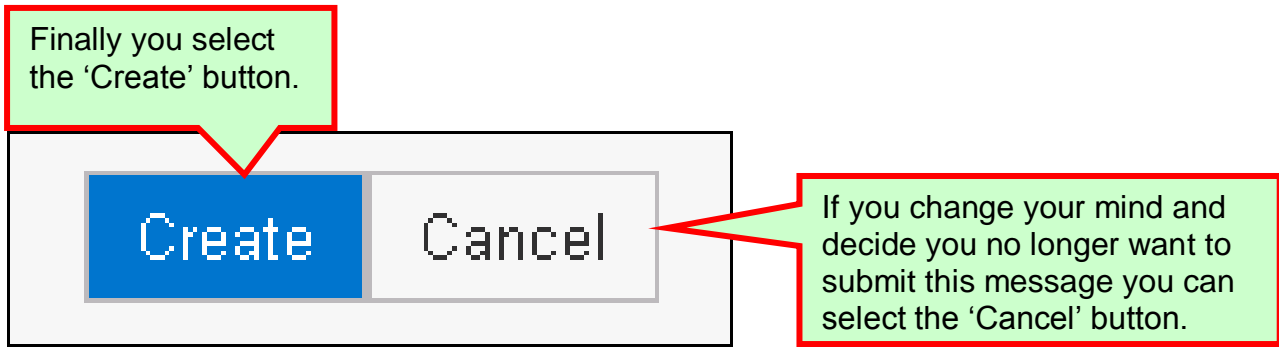 Finally you select
the ‘Create’ button.
Create
Cancel
If you change your mind and
decide you no longer want to
submit this message you can
select the ‘Cancel’ button.